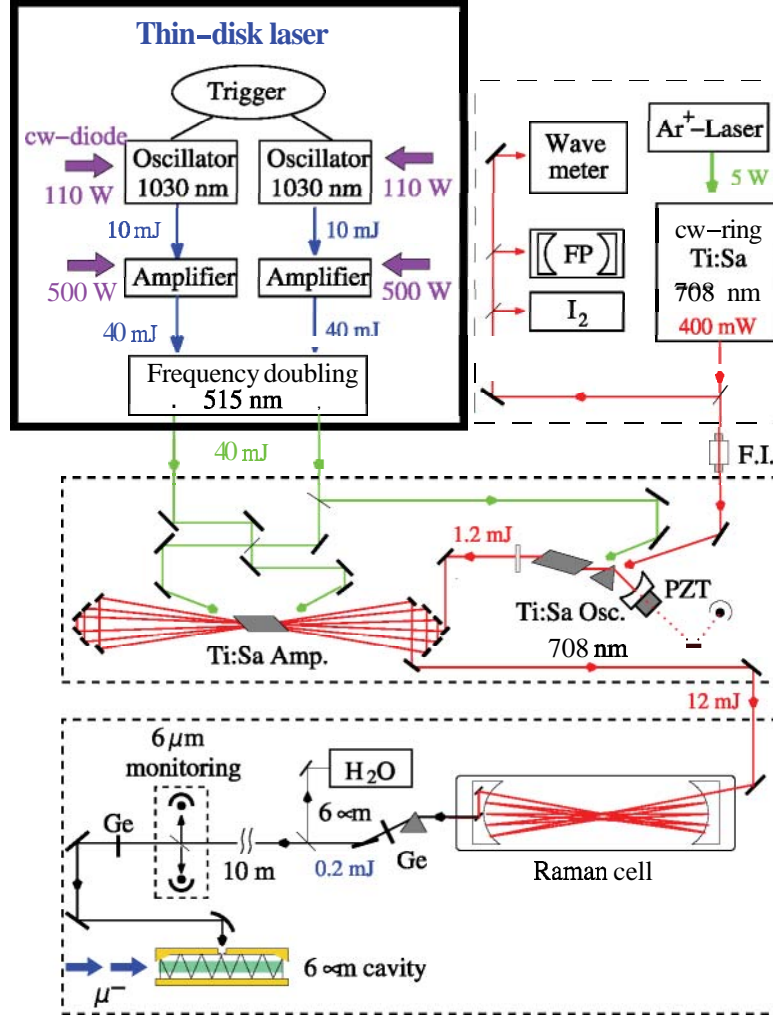 Thin-disk laser
Trigger
cw-diode
110 W
Oscillator
1030 nm
Oscillator
1030 nm
110 W
10 mJ
10 mJ
500 W
Amplifier
Amplifier
500 W
40 mJ
40 mJ
Frequency doubling
515 nm
40 mJ
Wave
meter
FP
I₂
Ar⁺-Laser
5 W
cw-ring
Ti:Sa
708 nm
400 mW
F.I.
1.2 mJ
PZT
Ti:Sa Osc.
708 nm
Ti:Sa Amp.
12 mJ
6 μm
monitoring
H₂O
6 ∝m
Ge
10 m
0.2 mJ
Ge
Raman cell
μ⁻
6 ∝m cavity